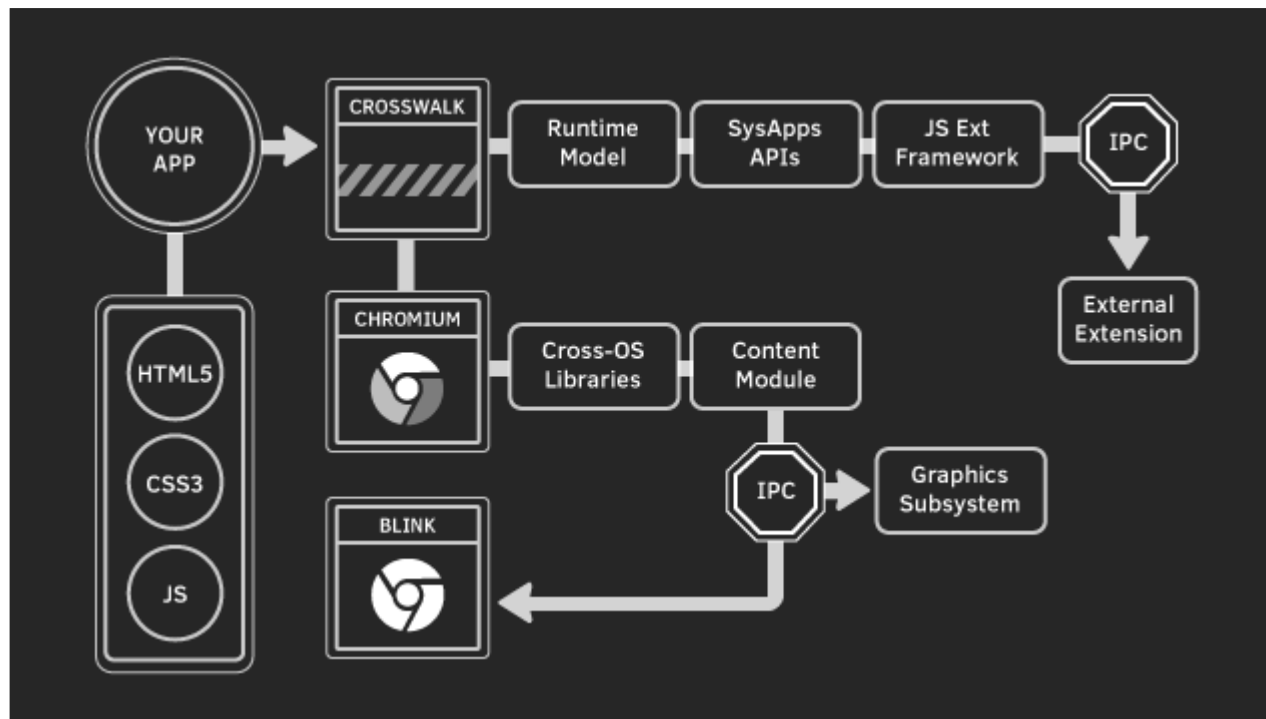 YOUR
APP
CROSSWALK
Runtime
Model
SysApps
APIs
JS Ext
Framework
IPC
External
Extension
HTML5
CSS3
JS
CHROMIUM
Cross-OS
Libraries
Content
Module
IPC
Graphics
Subsystem
BLINK